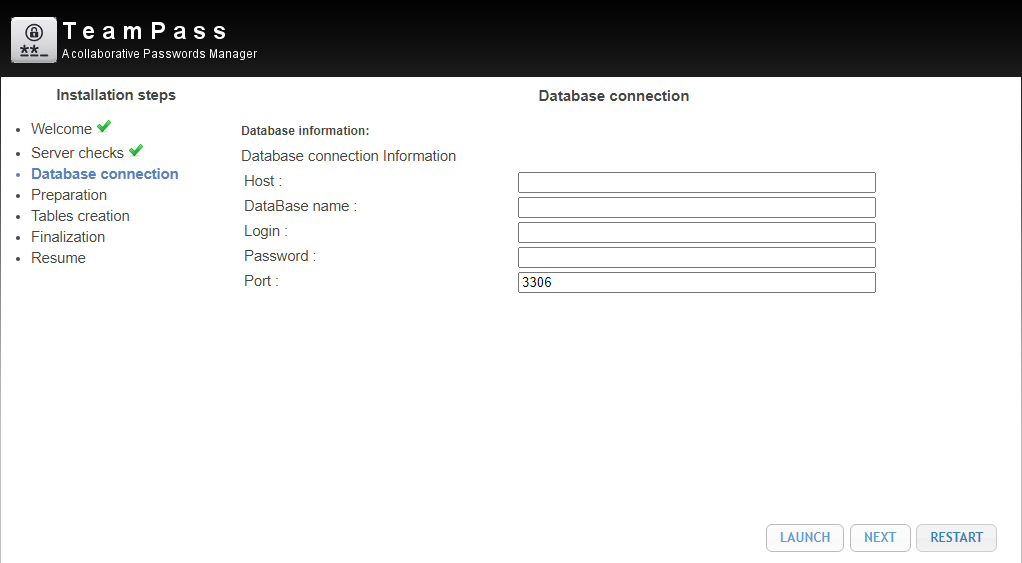 TeamPass
A collaborative Passwords Manager
Installation steps
Welcome
Server checks
Database connection
Preparation
Tables creation
Finalization
Resume
Database connection
Database information:
Database connection Information
Host :
DataBase name :
Login :
Password :
Port : 3306
LAUNCH NEXT RESTART